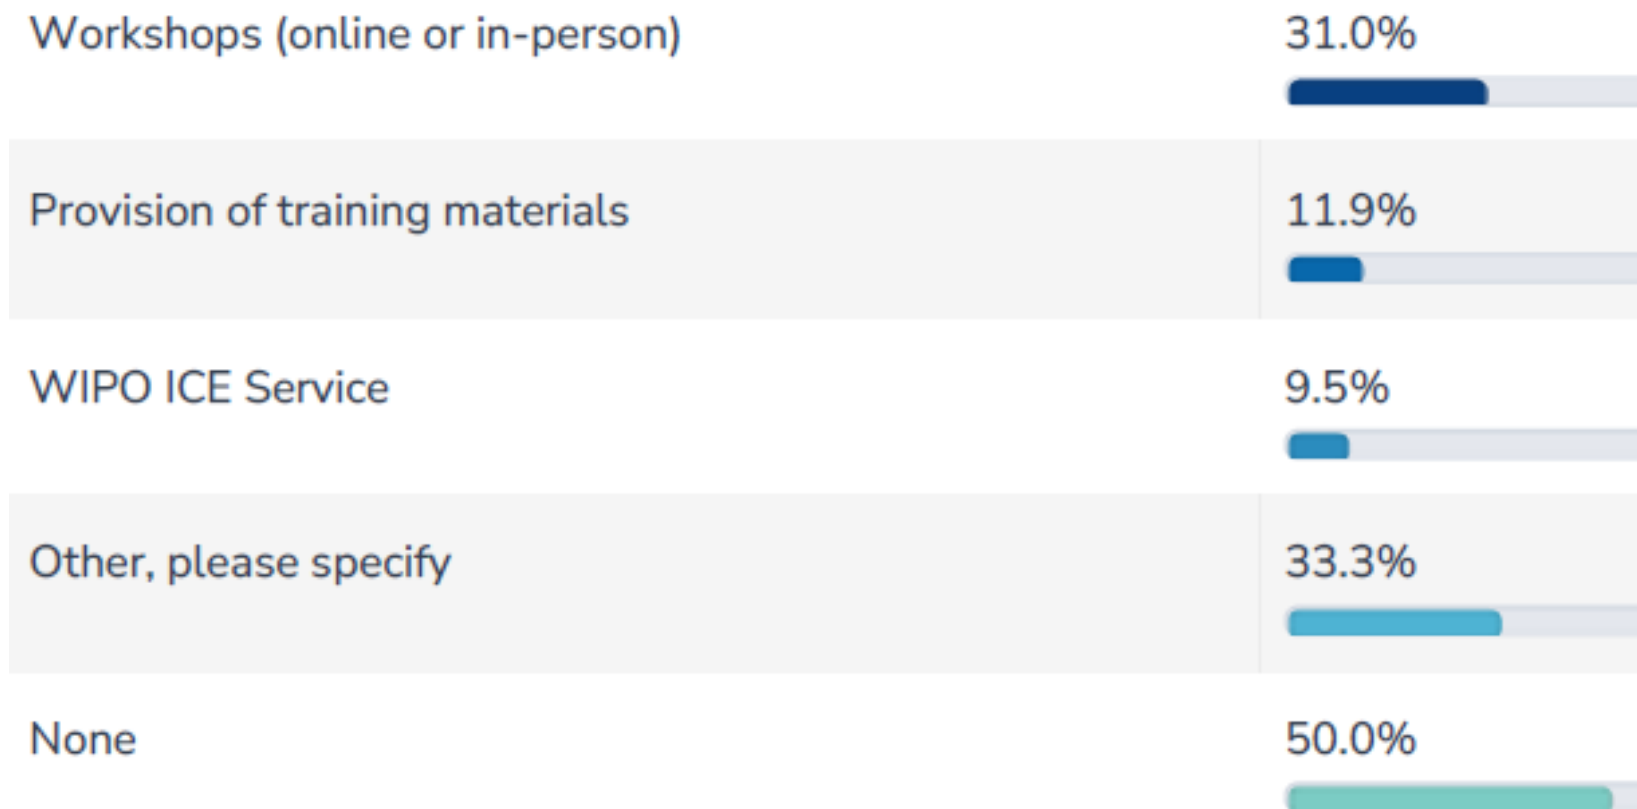 Workshops (online or in-person) 31.0%
Provision of training materials 11.9%
WIPO ICE Service 9.5%
Other, please specify 33.3%
None 50.0%